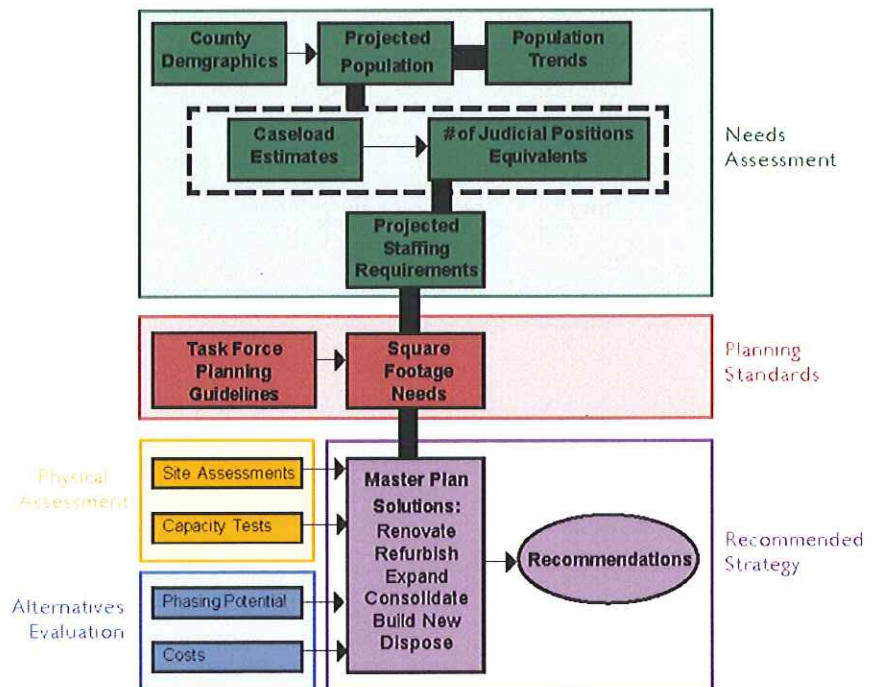 County
Demgraphics
Projected
Population
Population
Trends
Caseload
Estimates
#of Judicial Positions
Equivalents
Projected
Staffing
Requirements
Needs
Assessment
Task Force
Planning
Guidelines
Square
Footage
Needs
Planning
Standards
Physical
Assessment
Site Assessments
Capacity Tests
Alternatives
Evaluation
Phasing Potential
Costs
Master Plan
Solutions:
Renovate
Refurbish
Expand
Consolidate
Build New
Dispose
Recommendations
Recommended
Strategy